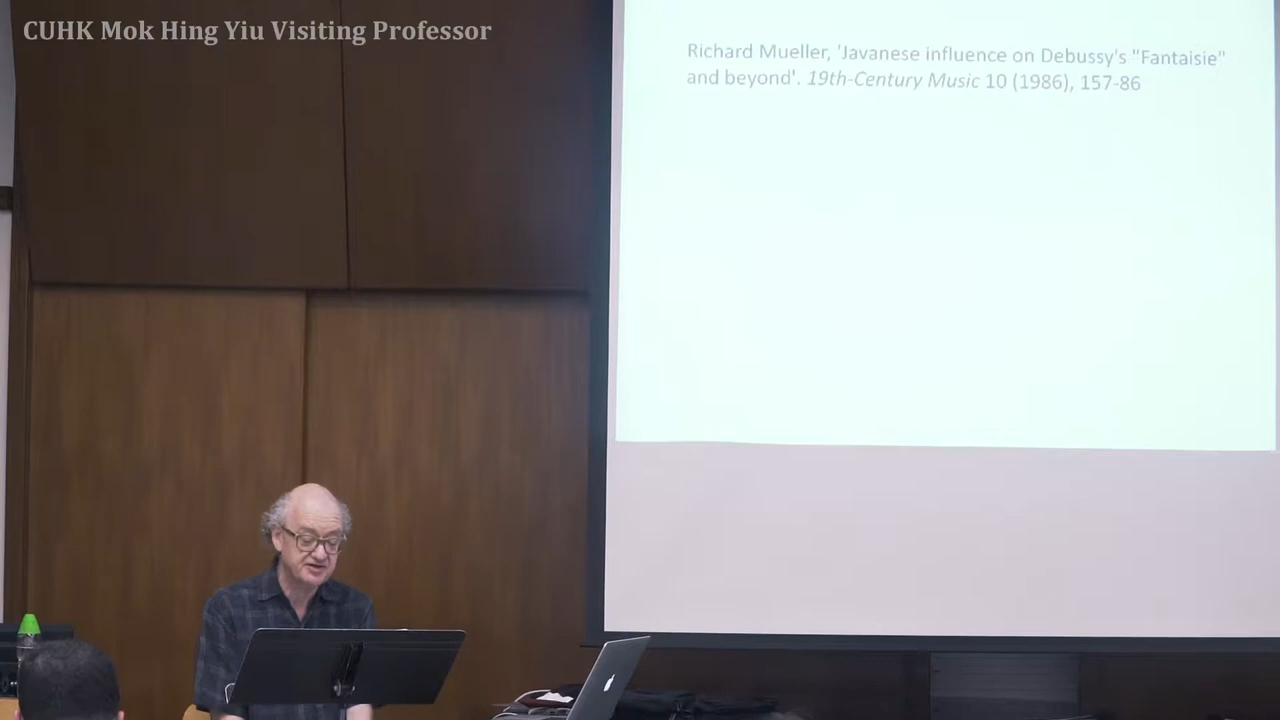 CUHK Mok Hing Yiu Visiting Professor
Richard Mueller, 'Javanese influence on Debussy's "Fantaisie"
and beyond'. 19th-Century Music 10 (1986), 157-86